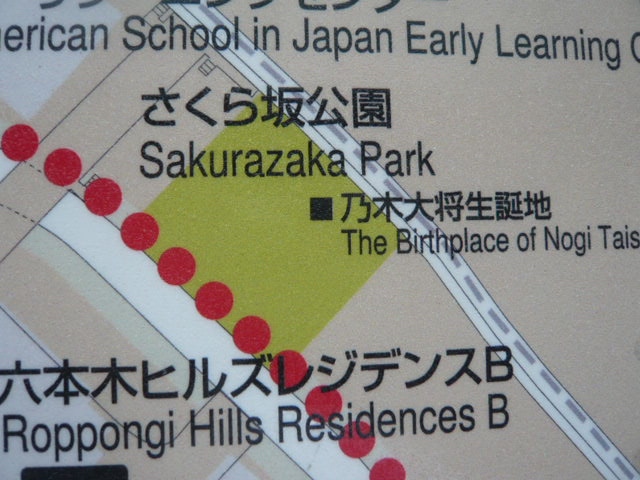 American School in Japan Early Learning
さくら坂公園
Sakurazaka Park
■乃木大将生誕地
The Birthplace of Nogi Tais
六本木ヒルズレジデンスB
Roppongi Hills Residences B